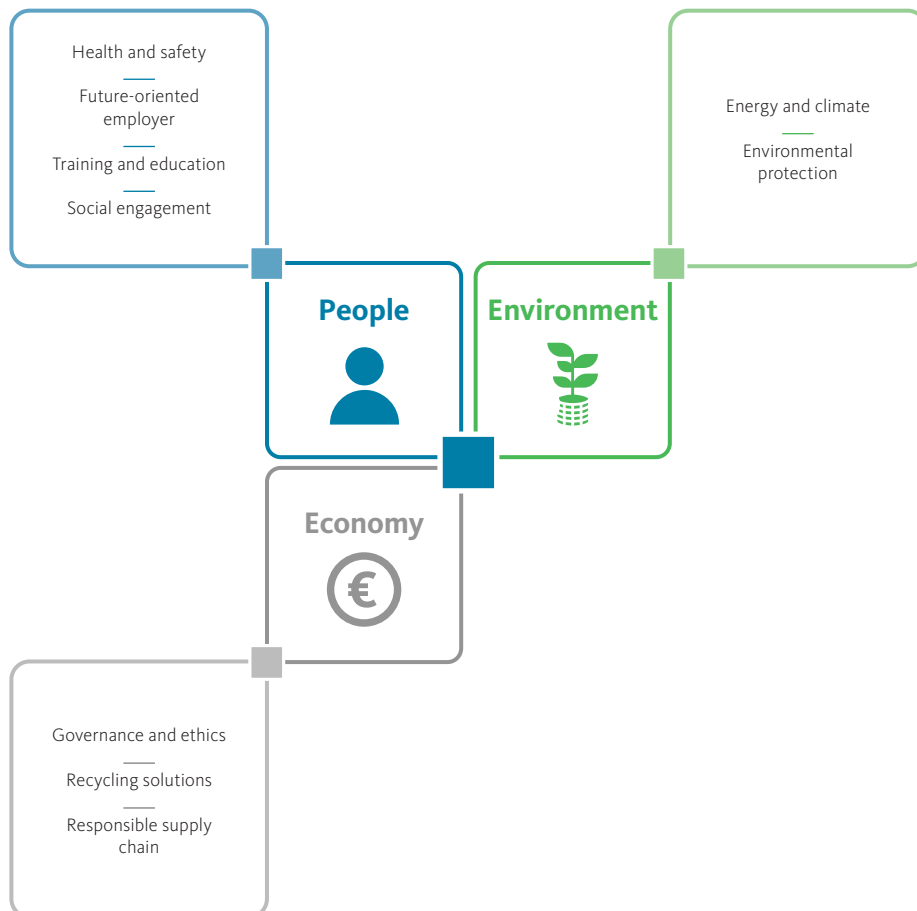 Health and safety
Future-oriented
employer
Training and education
Social engagement
Energy and climate
Environmental
protection
People
Environment
Economy
€
Governance and ethics
Recycling solutions
Responsible supply
chain